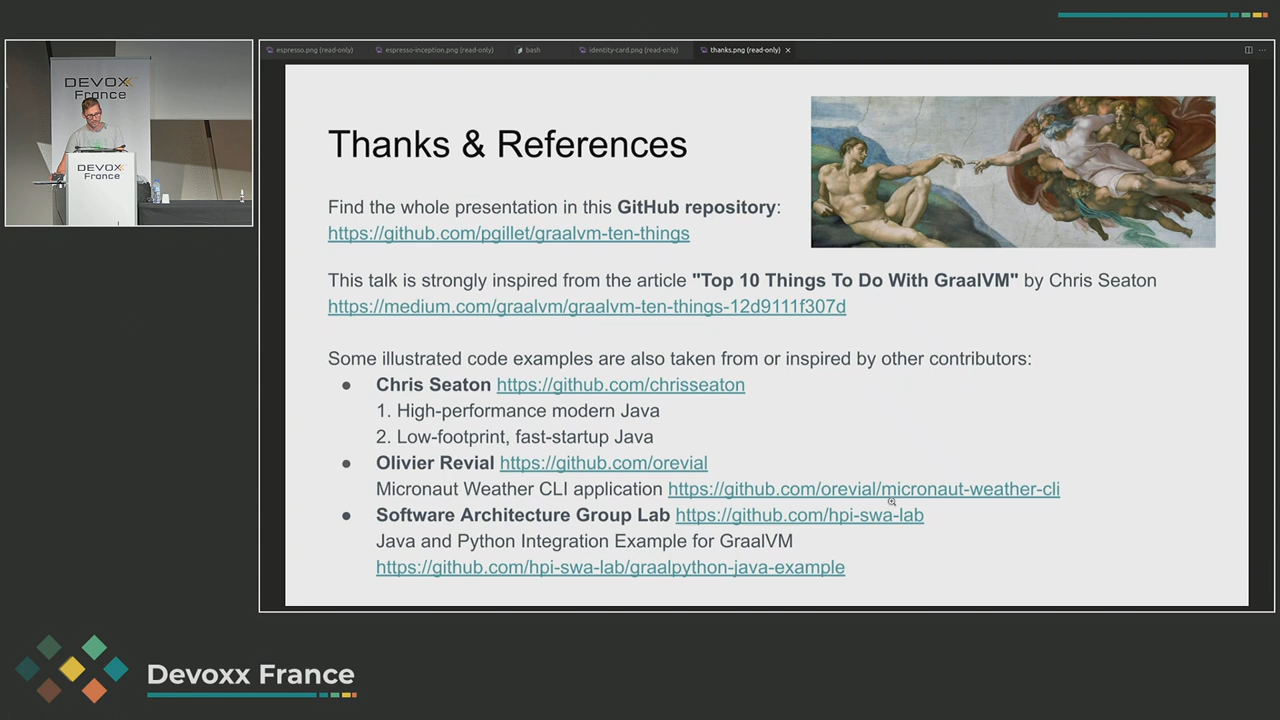 espresso.png (read-only)
espresso-inception.png (read-only)
bash
identity-card.png (read-only)
thanks.png (read-only)
DEVOXX
France
DEVOXX
France
Thanks & References
Find the whole presentation in this GitHub repository:
https://github.com/pgillet/graalvm-ten-things
This talk is strongly inspired from the article "Top 10 Things To Do With GraalVM" by Chris Seaton
https://medium.com/graalvm/graalvm-ten-things-12d9111f307d
Some illustrated code examples are also taken from or inspired by other contributors:
● Chris Seaton https://github.com/chrisseaton
1. High-performance modern Java
2. Low-footprint, fast-startup Java
● Olivier Revial https://github.com/orevial
Micronaut Weather CLI application https://github.com/orevial/micronaut-weather-cli
● Software Architecture Group Lab https://github.com/hpi-swa-lab
Java and Python Integration Example for GraalVM
https://github.com/hpi-swa-lab/graalpython-java-example
Devoxx France